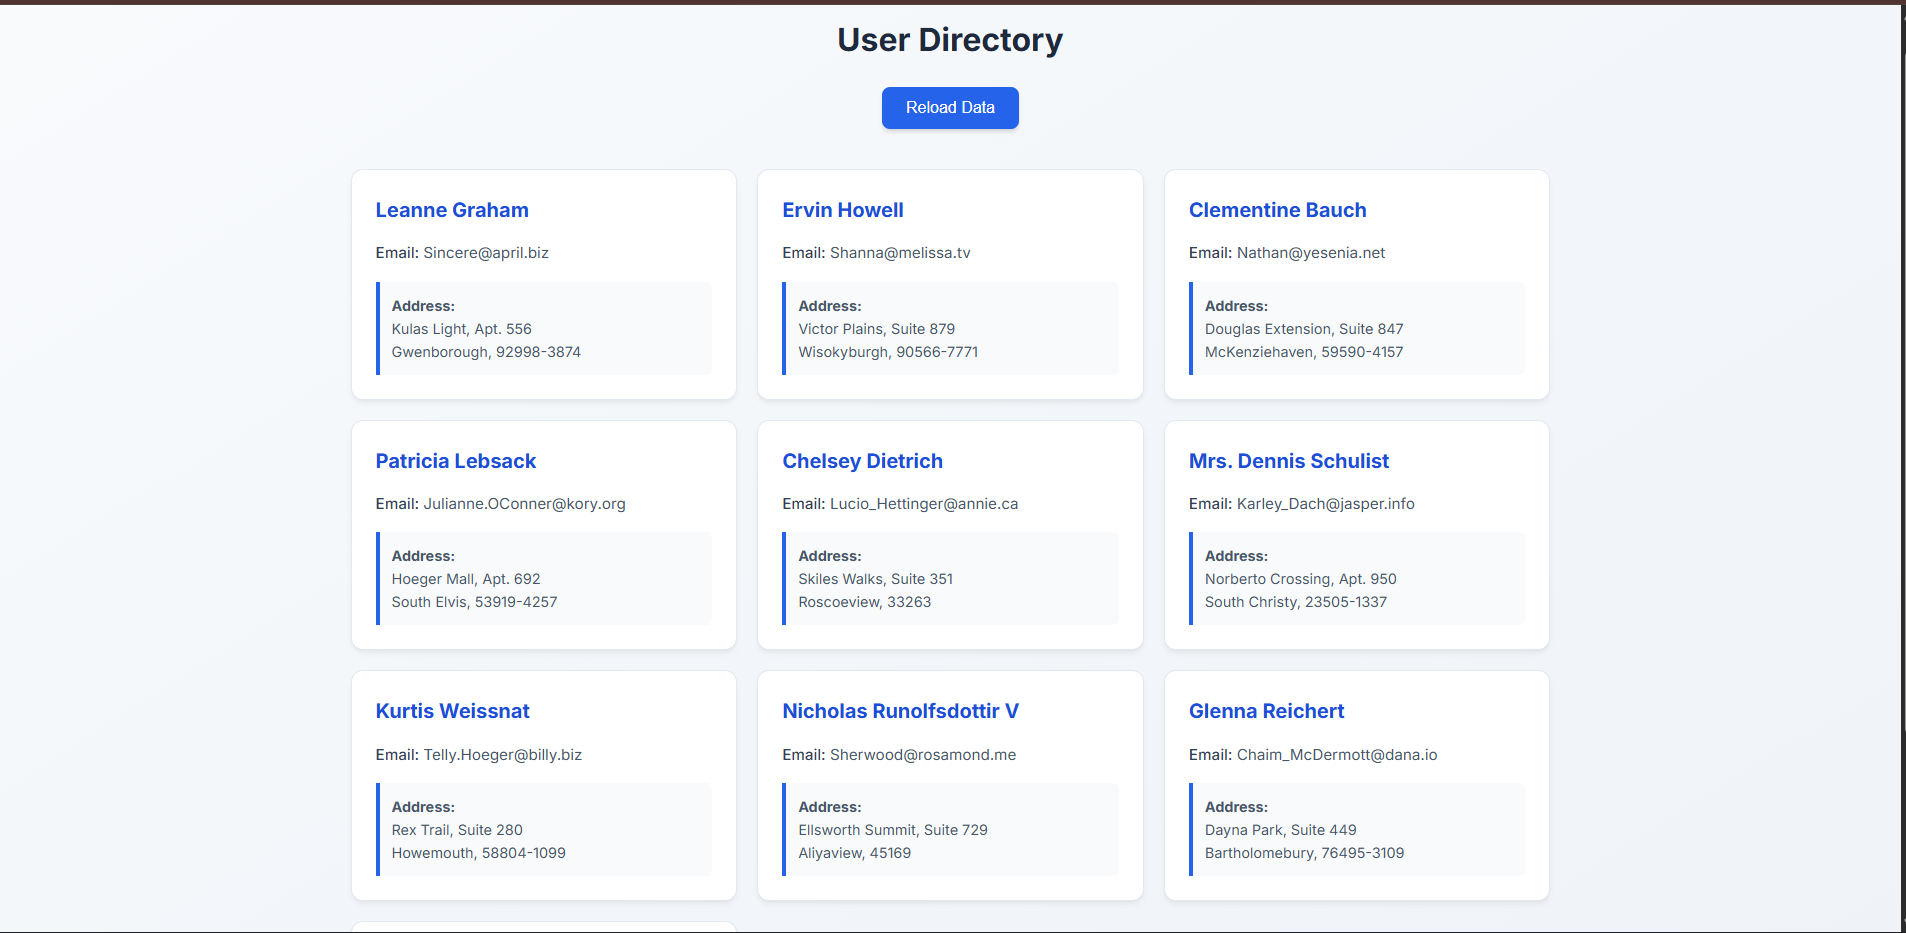 User Directory
Reload Data
Leanne Graham
Email: Sincere@april.biz
Address:
Kulas Light, Apt. 556
Gwenborough, 92998-3874
Ervin Howell
Email: Shanna@melissa.tv
Address:
Victor Plains, Suite 879
Wisokyburgh, 90566-7771
Clementine Bauch
Email: Nathan@yesenia.net
Address:
Douglas Extension, Suite 847
McKenziehaven, 59590-4157
Patricia Lebsack
Email: Julianne.OConner@kory.org
Address:
Hoeger Mall, Apt. 692
South Elvis, 53919-4257
Chelsey Dietrich
Email: Lucio_Hettinger@annie.ca
Address:
Skiles Walks, Suite 351
Roscoeview, 33263
Mrs. Dennis Schulist
Email: Karley_Dach@jasper.info
Address:
Norberto Crossing, Apt. 950
South Christy, 23505-1337
Kurtis Weissnat
Email: Telly.Hoeger@billy.biz
Address:
Rex Trail, Suite 280
Howemouth, 58804-1099
Nicholas Runolfsdottir V
Email: Sherwood@rosamond.me
Address:
Ellsworth Summit, Suite 729
Aliyaview, 45169
Glenna Reichert
Email: Chaim_McDermott@dana.io
Address:
Dayna Park, Suite 449
Bartholomebury, 76495-3109